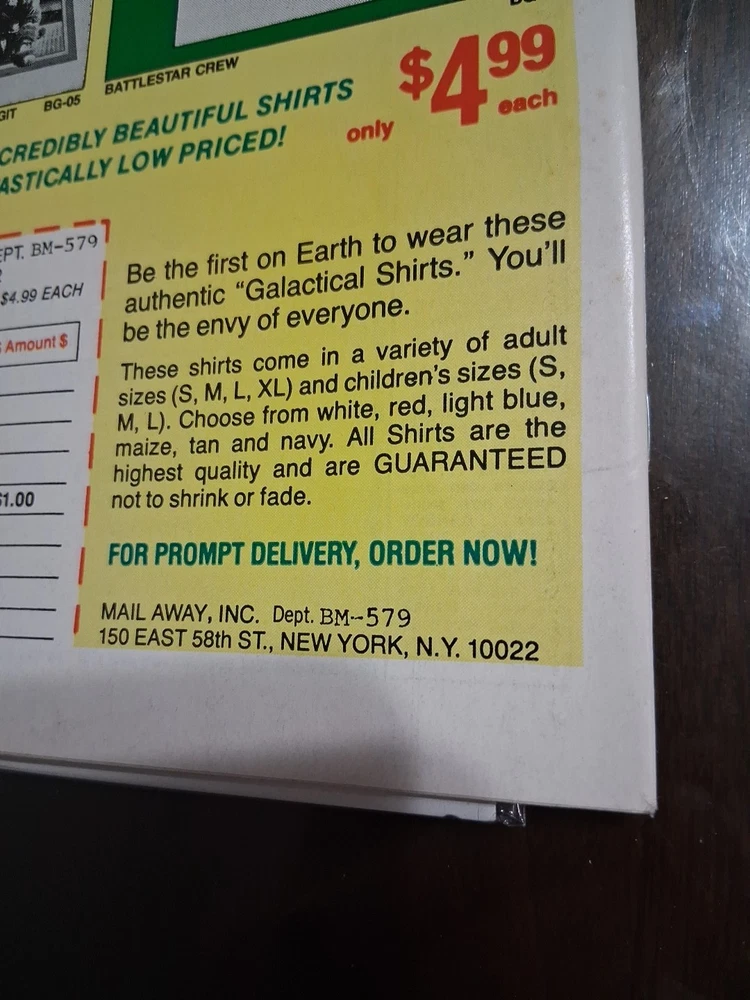 BATTLESTAR CREW
GIT BG-05
CREDIBLY BEAUTIFUL SHIRTS
ASTICALLY LOW PRICED!
only $4.99 each
EPT. BM-579
$4.99 EACH
Amount $
$1.00
Be the first on Earth to wear these
authentic “Galactical Shirts.” You’ll
be the envy of everyone.
These shirts come in a variety of adult
sizes (S, M, L, XL) and children’s sizes (S,
M, L). Choose from white, red, light blue,
maize, tan and navy. All Shirts are the
highest quality and are GUARANTEED
not to shrink or fade.
FOR PROMPT DELIVERY, ORDER NOW!
MAIL AWAY, INC. Dept. BM--579
150 EAST 58th ST., NEW YORK, N.Y. 10022